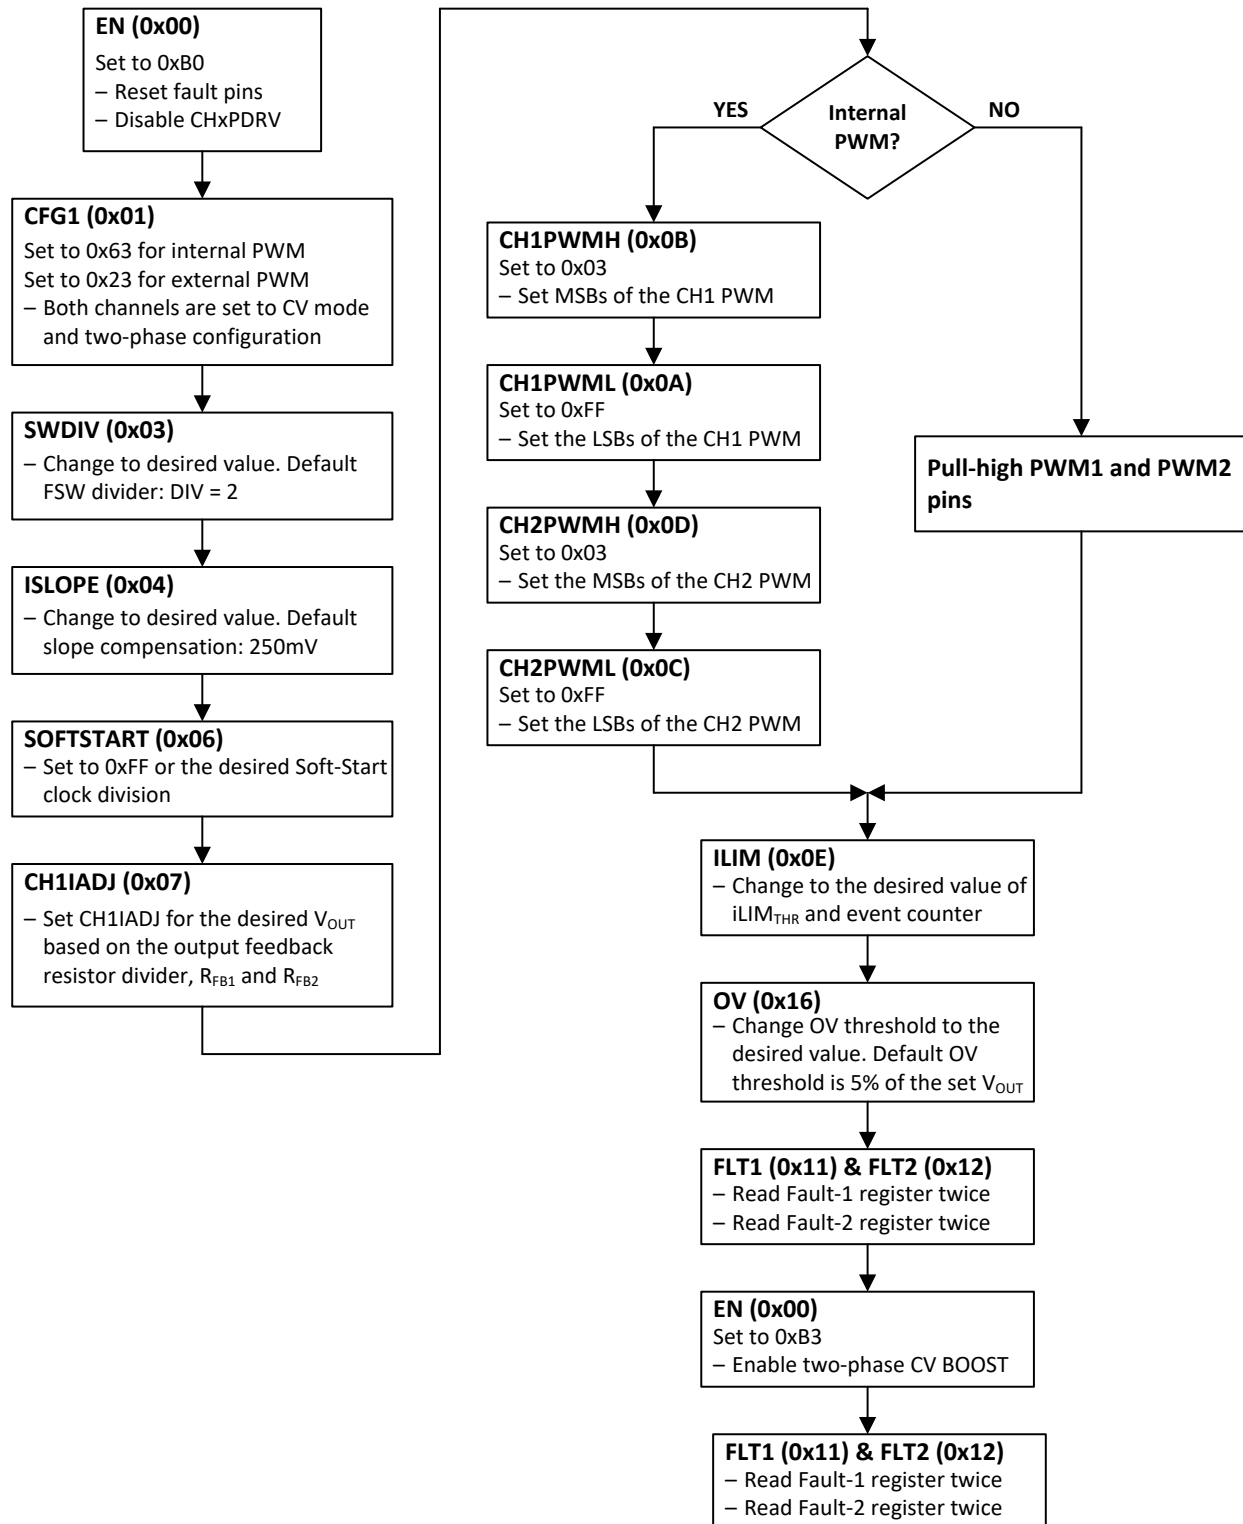 EN (0x00)
Set to 0xB0
– Reset fault pins
– Disable CHxPDRV
CFG1 (0x01)
Set to 0x63 for internal PWM
Set to 0x23 for external PWM
– Both channels are set to CV mode
and two-phase configuration
SWDIV (0x03)
– Change to desired value. Default
FSW divider: DIV = 2
ISLOPE (0x04)
– Change to desired value. Default
slope compensation: 250mV
SOFTSTART (0x06)
– Set to 0xFF or the desired Soft-Start
clock division
CH1IADJ (0x07)
– Set CH1IADJ for the desired VOUT
based on the output feedback
resistor divider, RFB1 and RFB2
Internal
PWM?
YES
NO
CH1PWMH (0x0B)
Set to 0x03
– Set MSBs of the CH1 PWM
CH1PWML (0x0A)
Set to 0xFF
– Set the LSBs of the CH1 PWM
CH2PWMH (0x0D)
Set to 0x03
– Set the MSBs of the CH2 PWM
CH2PWML (0x0C)
Set to 0xFF
– Set the LSBs of the CH2 PWM
Pull-high PWM1 and PWM2
pins
ILIM (0x0E)
– Change to the desired value of
iLIMTHR and event counter
OV (0x16)
– Change OV threshold to the
desired value. Default OV
threshold is 5% of the set VOUT
FLT1 (0x11) & FLT2 (0x12)
– Read Fault-1 register twice
– Read Fault-2 register twice
EN (0x00)
Set to 0xB3
– Enable two-phase CV BOOST
FLT1 (0x11) & FLT2 (0x12)
– Read Fault-1 register twice
– Read Fault-2 register twice